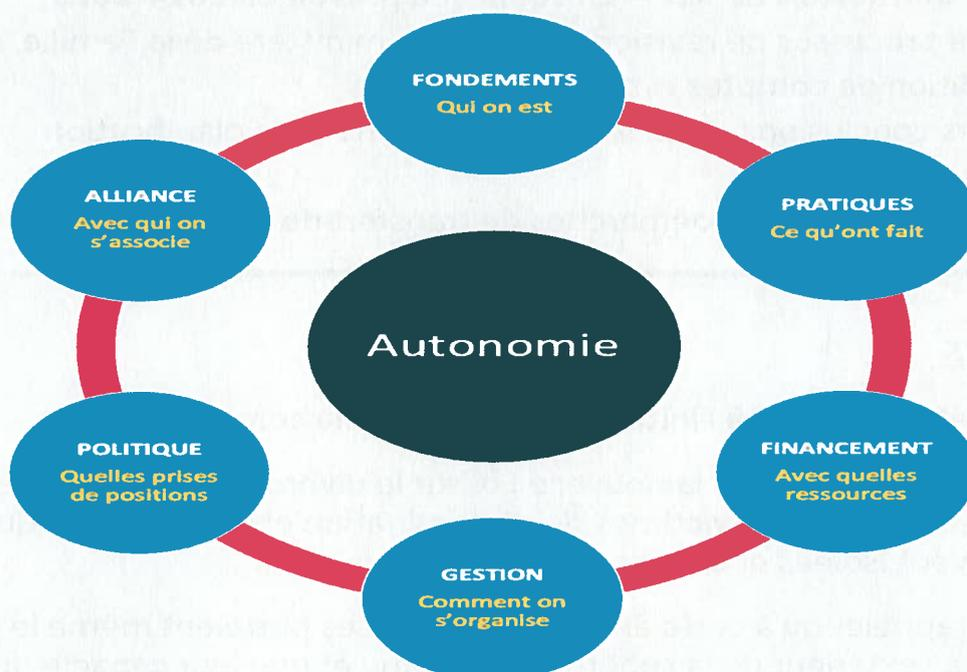 FONDEMENTS
Qui on est
PRATIQUES
Ce qu'ont fait
FINANCEMENT
Avec quelles
ressources
GESTION
Comment on
s'organise
POLITIQUE
Quelles prises
de positions
ALLIANCE
Avec qui on
s'associe
Autonomie